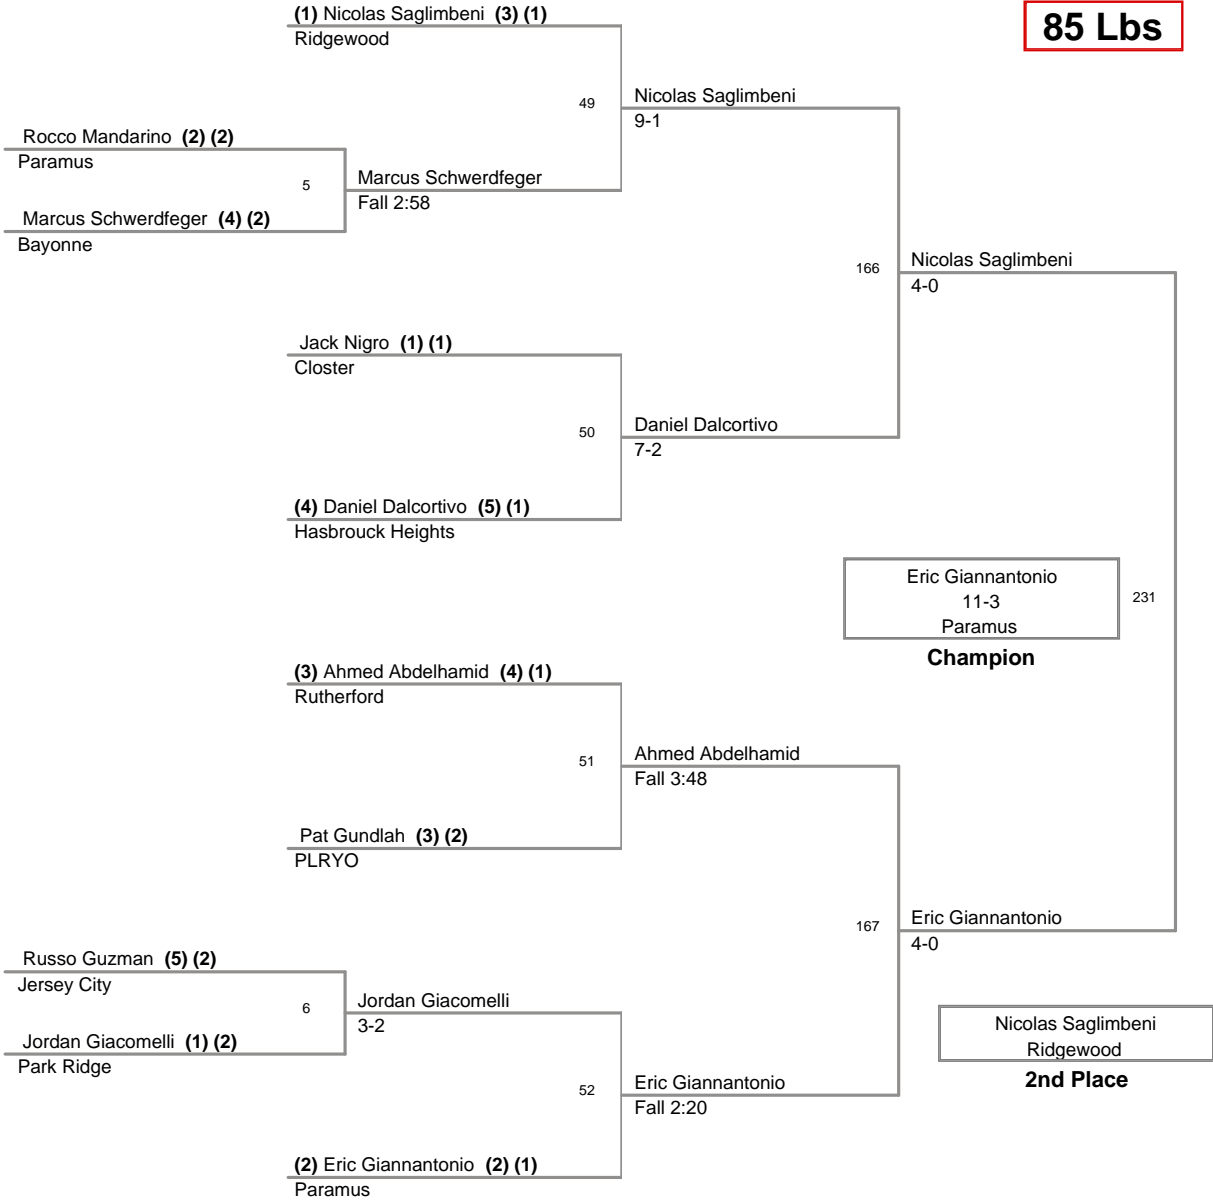 (1) Nicolas Saglimbeni (3) (1)
Ridgewood
85 Lbs
49
Nicolas Saglimbeni
9-1
Rocco Mandarino (2) (2)
Paramus
5
Marcus Schwerdfeger
Fall 2:58
Marcus Schwerdfeger (4) (2)
Bayonne
166
Nicolas Saglimbeni
4-0
Jack Nigro (1) (1)
Closter
50
Daniel Dalcortivo
7-2
(4) Daniel Dalcortivo (5) (1)
Hasbrouck Heights
Eric Giannantonio
11-3
Paramus
231
Champion
(3) Ahmed Abdelhamid (4) (1)
Rutherford
51
Ahmed Abdelhamid
Fall 3:48
Pat Gundlah (3) (2)
PLRYO
167
Eric Giannantonio
4-0
Russo Guzman (5) (2)
Jersey City
6
Jordan Giacomelli
3-2
Jordan Giacomelli (1) (2)
Park Ridge
Nicolas Saglimbeni
Ridgewood
2nd Place
52
Eric Giannantonio
Fall 2:20
(2) Eric Giannantonio (2) (1)
Paramus